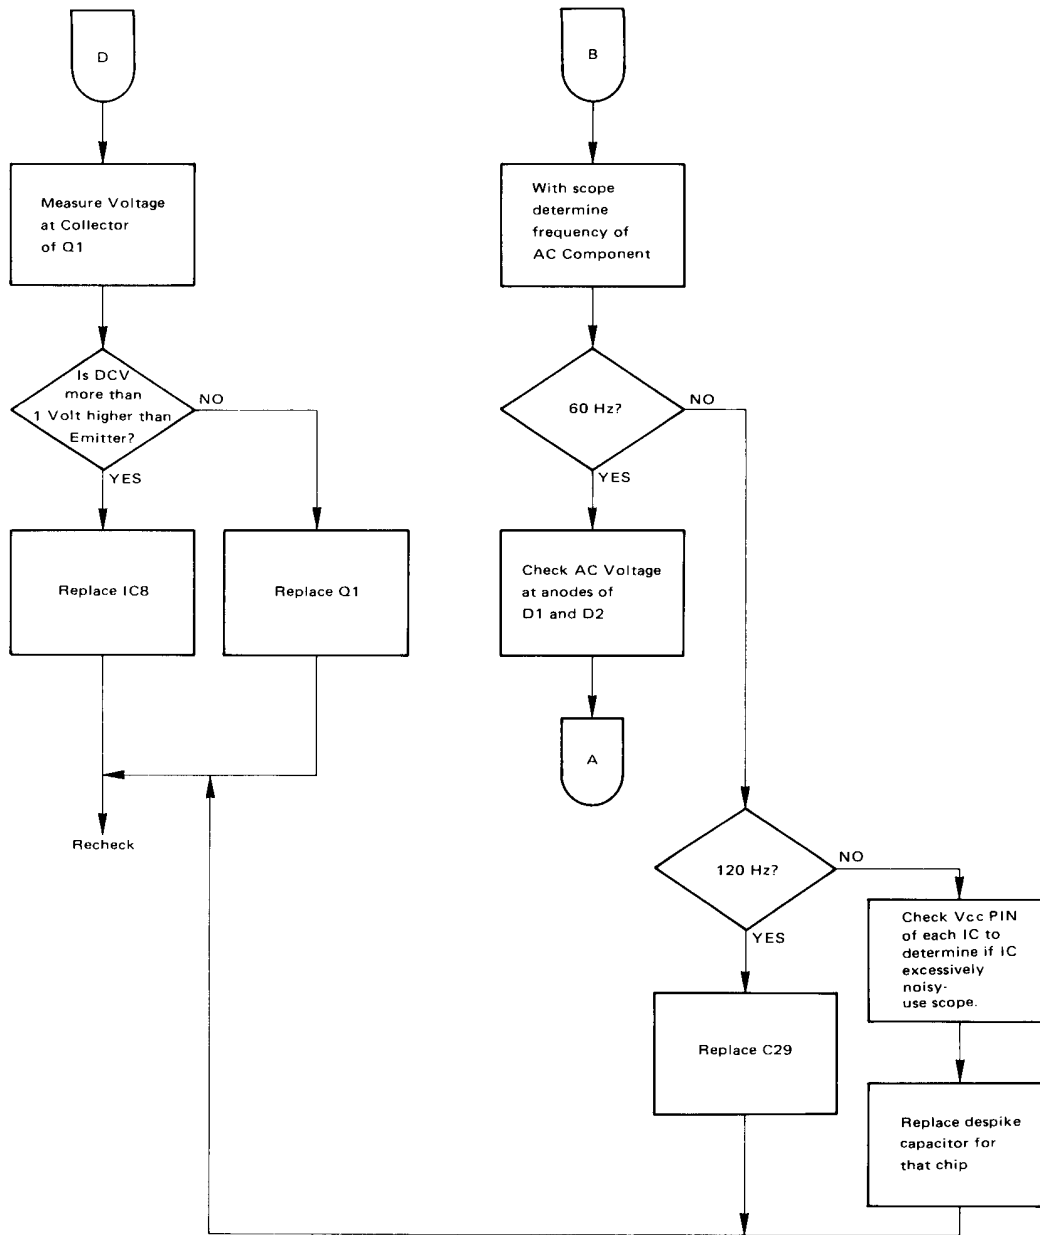 D
Measure Voltage
at Collector
of Q1
Is DCV
more than
1 Volt higher than
Emitter?
NO
YES
Replace IC8
Replace Q1
Recheck
B
With scope
determine
frequency of
AC Component
60 Hz?
NO
YES
Check AC Voltage
at anodes of
D1 and D2
A
120 Hz?
NO
YES
Replace C29
Check Vcc PIN
of each IC to
determine if IC
excessively
noisy-
use scope.
Replace despike
capacitor for
that chip